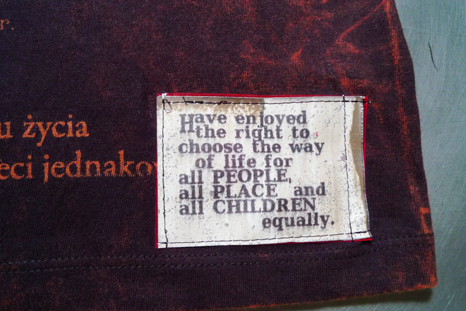 r.
u życia
eci jednako
Have enjoyed
the right to
choose the way
of life for
all PEOPLE,
all PLACE and
all CHILDREN
equally.